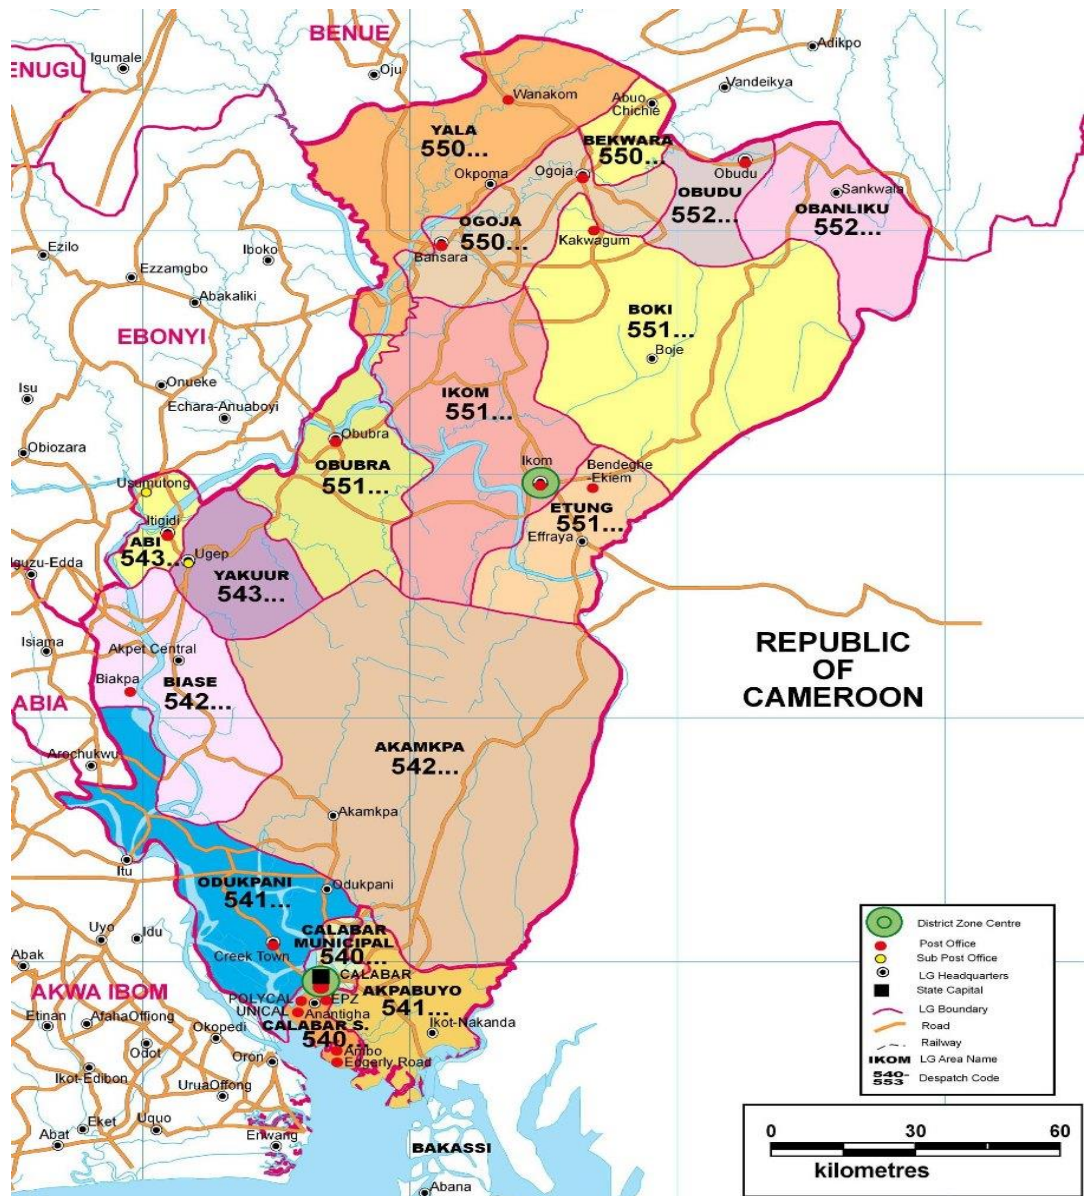 BENUE
Adikpo
Igumale
ENUGU
Oju
Vandeikya
Wanakom
Abuo
Chichie
YALA
550...
BEKWARA
550...
Okpoma
Ogoja
Obudu
OBUDU
552...
Sankwala
OBANLIKU
552...
OGOJA
550...
Bansara
Kakwagum
Ezilo
Iboko
Ezzamgbo
Abakaliki
EBONYI
BOKI
551...
Boje
Onueke
Isu
Echara-Anuaboyi
IKOM
551...
Obiozara
Obubra
OBUBRA
551...
Ikom
Bendeghe
-Ekiem
Usumutong
ETUNG
551...
Effraya
Itigidi
ABI
543...
Ugep
guzu-Edda
YAKUUR
543...
Isiama
Akpet Central
REPUBLIC
OF
CAMEROON
Biakpa
BIASE
542...
ABIA
Arochukwu
AKAMKPA
542...
Akamkpa
Itu
ODUKPANI
541...
Odukpani
Uyo
Idu
Abak
Creek Town
CALABAR
MUNICIPAL
540...
CALABAR
AKWA IBOM
POLYCAL
EPZ
AKPABUYO
541...
UNICAL
Anantigha
Etinan
AfahaOffiong
Okopedi
CALABAR S.
540...
Ikot-Nakanda
Odot
Oron
Ambo
Edgerly Road
Ikot-Edibon
UruaOffong
Eket
Uquo
Abat
Enwang
BAKASSI
Abana
District Zone Centre
Post Office
Sub Post Office
LG Headquarters
State Capital
LG Boundary
Road
Railway
IKOM LG Area Name
540-
553 Despatch Code
0 30 60
kilometres